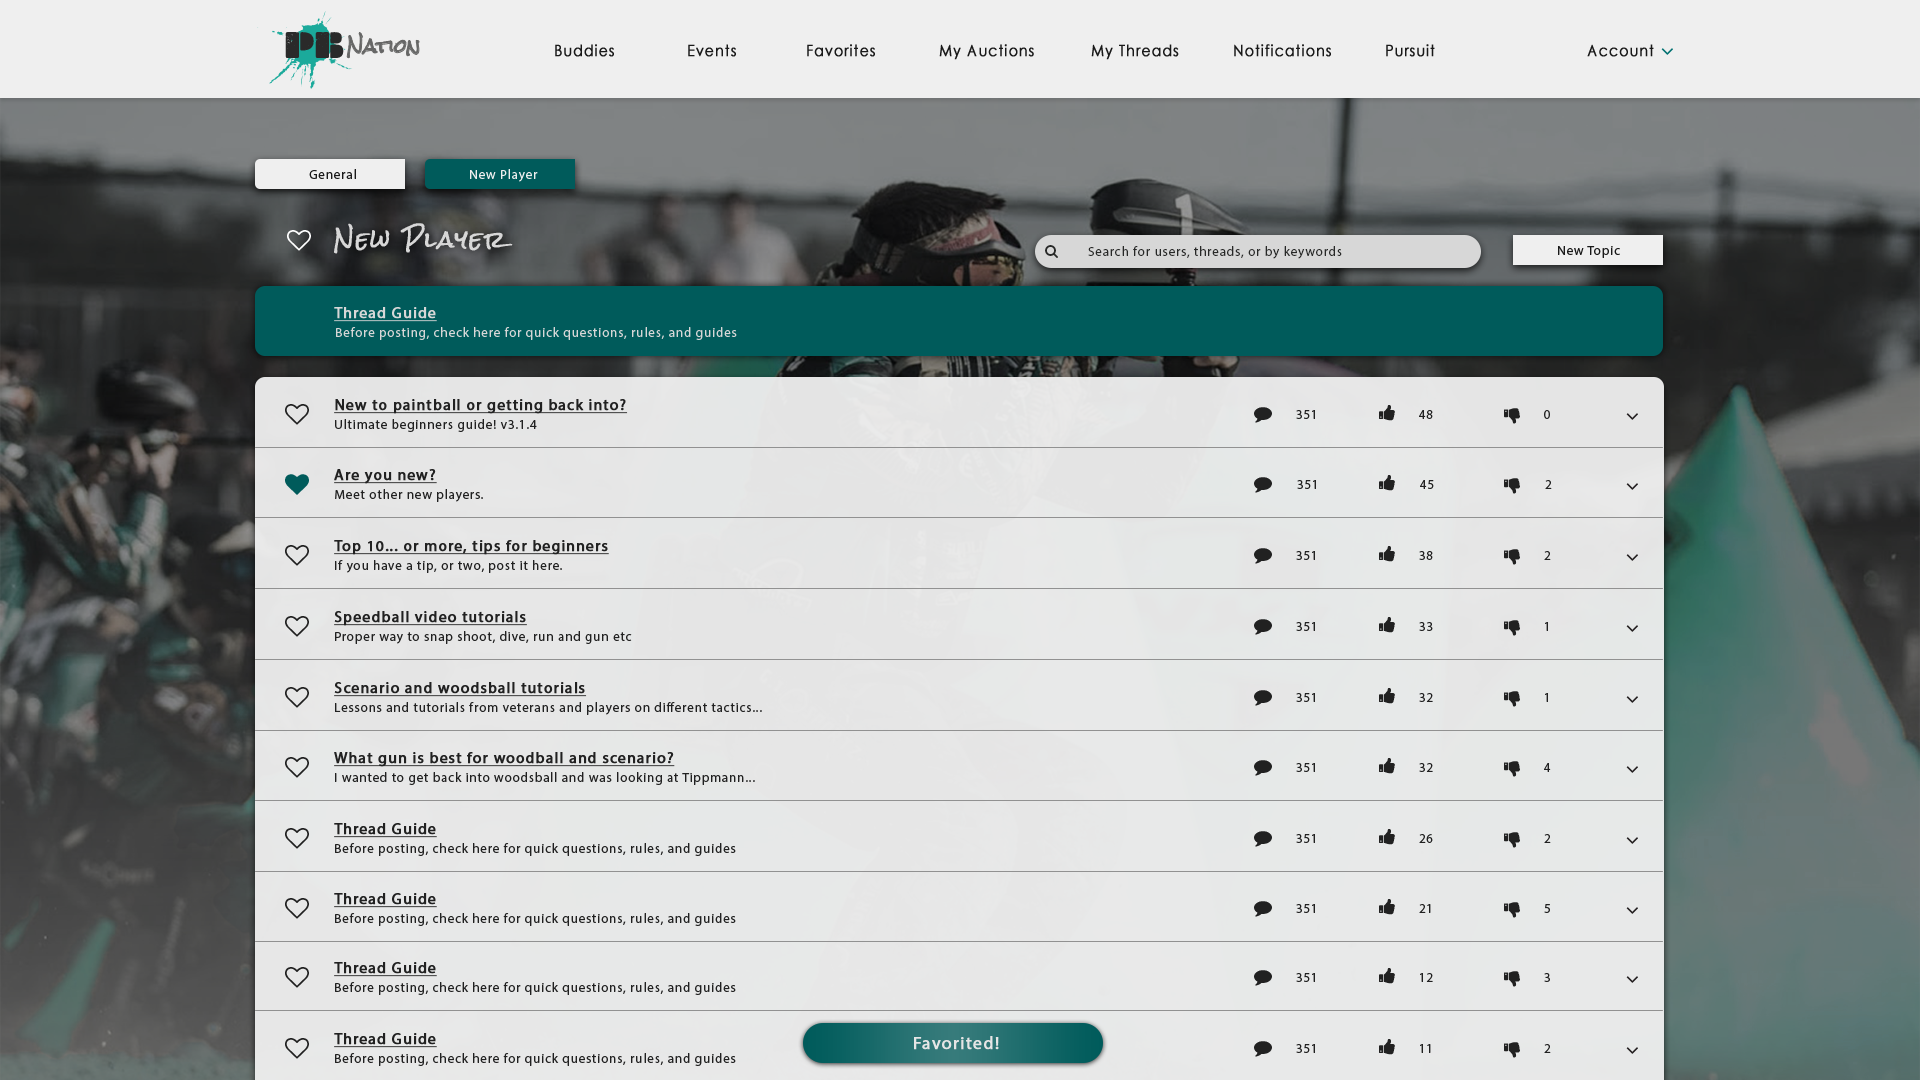 PB Nation
Buddies
Events
Favorites
My Auctions
My Threads
Notifications
Pursuit
Account
General
New Player
New Player
Search for users, threads, or by keywords
New Topic
Thread Guide
Before posting, check here for quick questions, rules, and guides
New to paintball or getting back into?
Ultimate beginners guide! v3.1.4
351 48 0
Are you new?
Meet other new players.
351 45 2
Top 10... or more, tips for beginners
If you have a tip, or two, post it here.
351 38 2
Speedball video tutorials
Proper way to snap shoot, dive, run and gun etc
351 33 1
Scenario and woodsball tutorials
Lessons and tutorials from veterans and players on different tactics...
351 32 1
What gun is best for woodball and scenario?
I wanted to get back into woodsball and was looking at Tippmann...
351 32 4
Thread Guide
Before posting, check here for quick questions, rules, and guides
351 26 2
Thread Guide
Before posting, check here for quick questions, rules, and guides
351 21 5
Thread Guide
Before posting, check here for quick questions, rules, and guides
351 12 3
Thread Guide
Before posting, check here for quick questions, rules, and guides
351 11 2
Favorited!